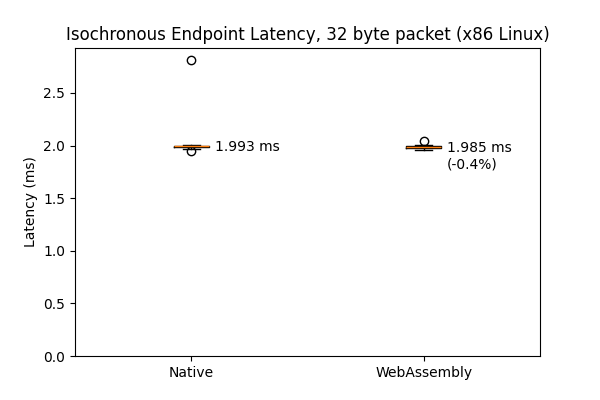 Isochronous Endpoint Latency, 32 byte packet (x86 Linux)
Latency (ms)
2.5
2.0
1.5
1.0
0.5
0.0
1.993 ms
1.985 ms
(-0.4%)
Native
WebAssembly